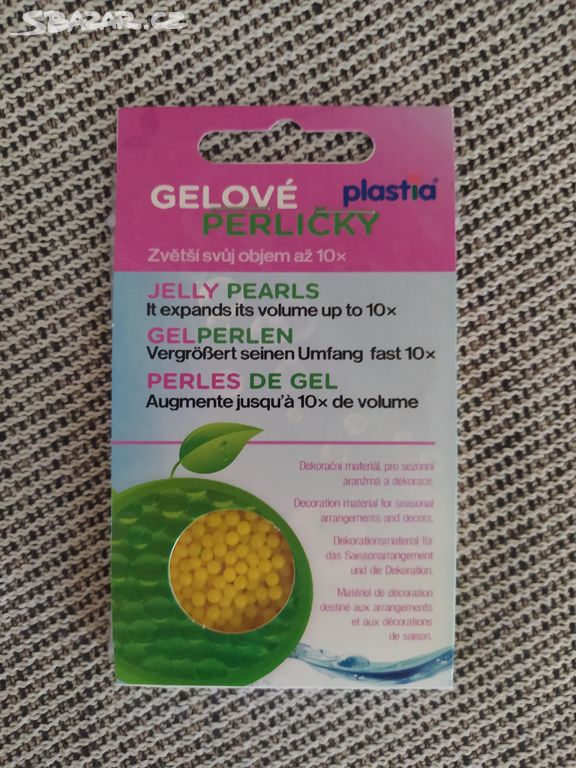 SBAZAR.CZ
GELOVÉ plastia®
PERLIČKY
Zvětší svůj objem až 10×
JELLY PEARLS
It expands its volume up to 10×
GELPERLEN
Vergrößert seinen Umfang fast 10×
PERLES DE GEL
Augmente jusqu'à 10× de volume
Dekorační materiál, pro sezónní
aranžmá a dekorace.
Decoration material for seasonal
arrangements and decors.
Dekorationsmaterial für
das Saissonarrangement
und die Dekoration.
Matériel de décoration
destiné aux arrangements
et aux décorations
de saison.